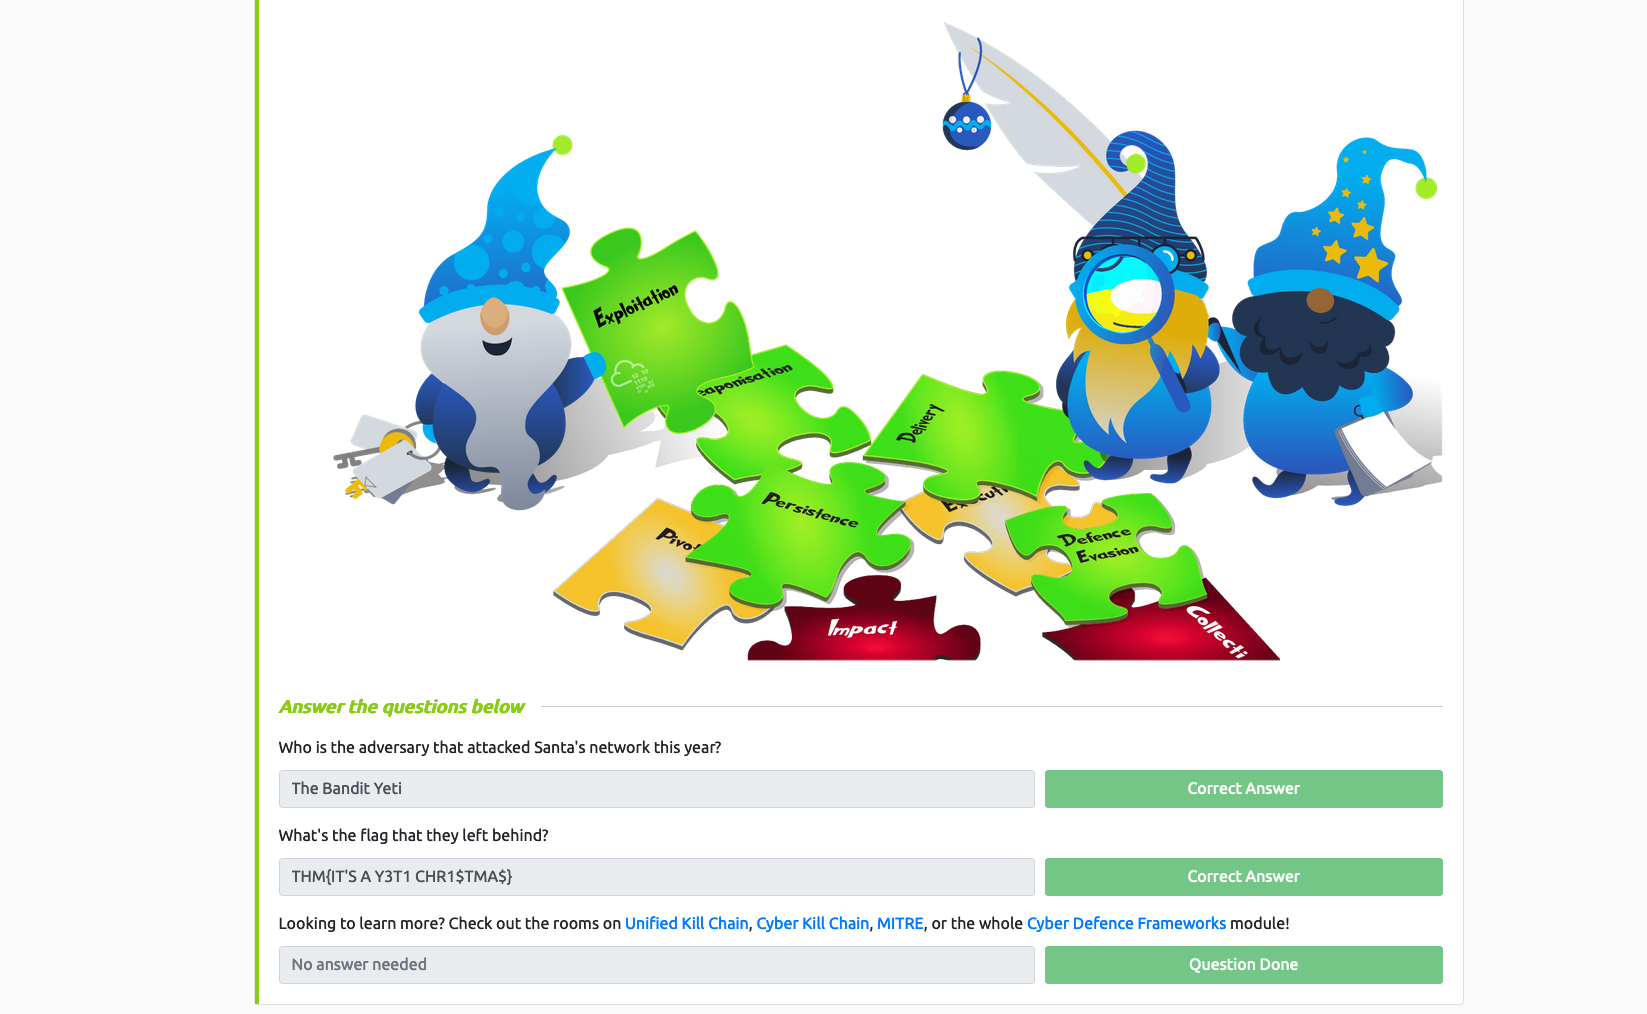 Exploitation
eaponisation
Delivery
Persistence
Defence
Evasion
Impact
Collecti
Answer the questions below
Who is the adversary that attacked Santa's network this year?
The Bandit Yeti
Correct Answer
What's the flag that they left behind?
THM{IT'S A Y3T1 CHR1$TMA$}
Correct Answer
Looking to learn more? Check out the rooms on Unified Kill Chain, Cyber Kill Chain, MITRE, or the whole Cyber Defence Frameworks module!
No answer needed
Question Done